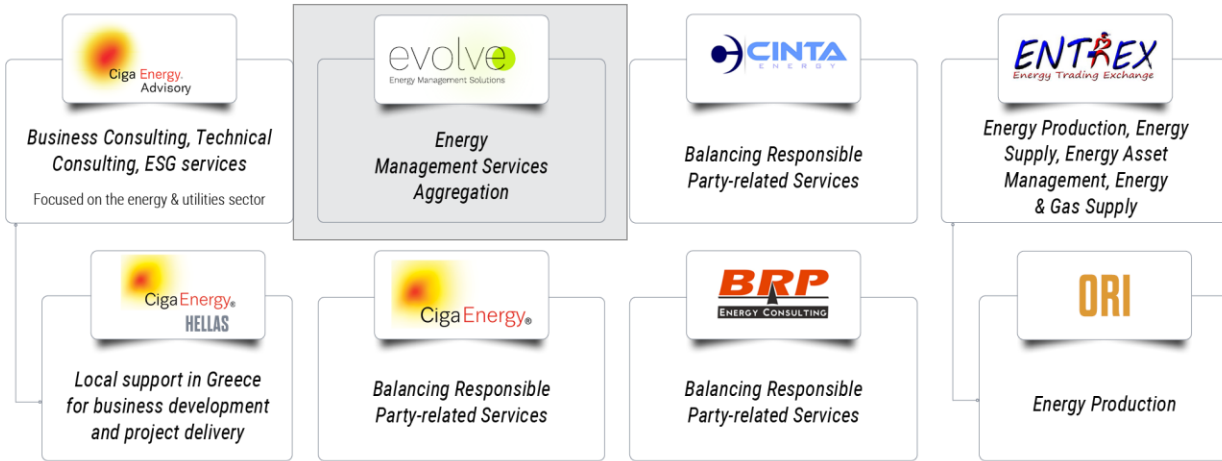 Ciga Energy®
Advisory
Business Consulting, Technical
Consulting, ESG services
Focused on the energy & utilities sector
evolve
Energy Management Solutions
Energy
Management Services
Aggregation
CINTA
ENERGY
Balancing Responsible
Party-related Services
ENTREX
Energy Trading Exchange
Energy Production, Energy
Supply, Energy Asset
Management, Energy
& Gas Supply
CigaEnergy®
HELLAS
Local support in Greece
for business development
and project delivery
CigaEnergy®
Balancing Responsible
Party-related Services
BRP
ENERGY CONSULTING
Balancing Responsible
Party-related Services
ORI
Energy Production